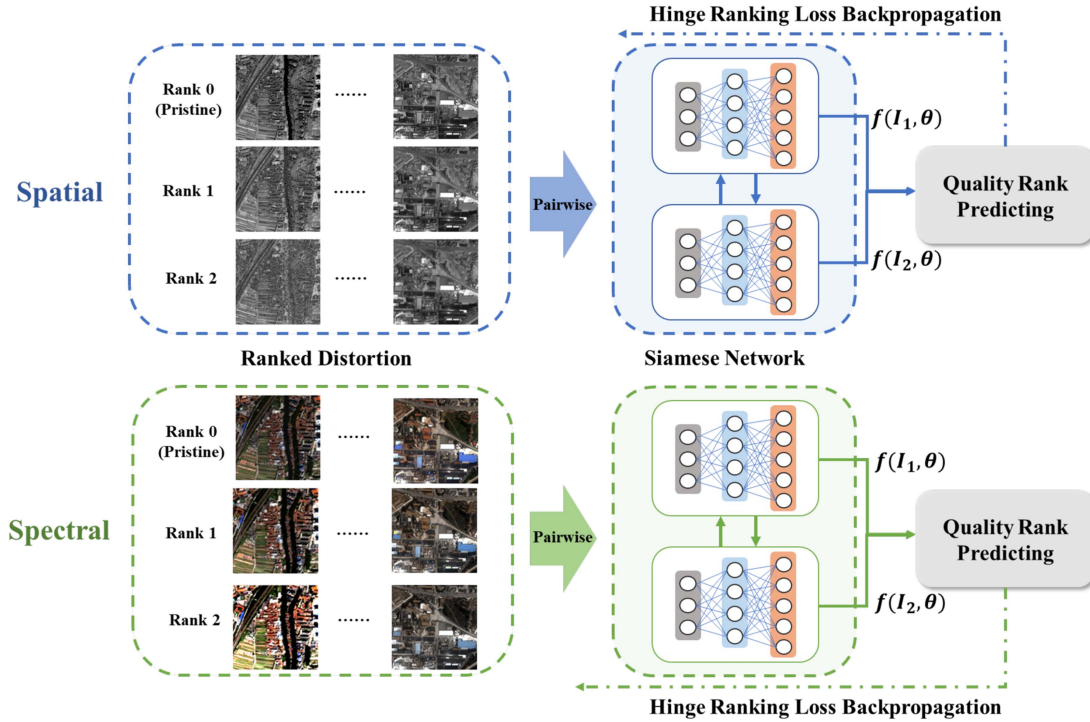 Hinge Ranking Loss Backpropagation
Spatial
Rank 0
(Pristine)
......
Rank 1
......
Rank 2
......
Pairwise
f(I₁, θ)
f(I₂, θ)
Quality Rank
Predicting
Ranked Distortion
Siamese Network
Spectral
Rank 0
(Pristine)
......
Rank 1
......
Rank 2
......
Pairwise
f(I₁, θ)
f(I₂, θ)
Quality Rank
Predicting
Hinge Ranking Loss Backpropagation